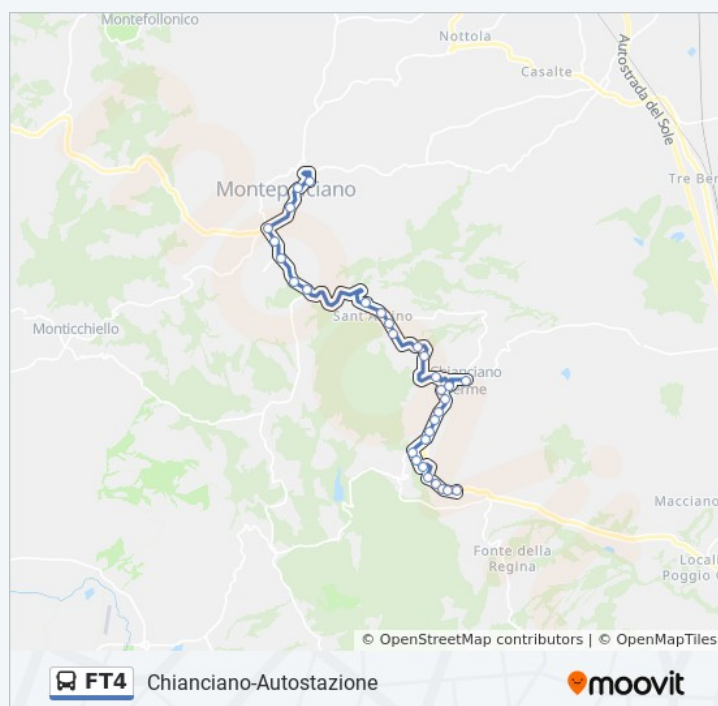 Montefollonico
Nottola
Casalte
Autostrada del Sole
Tre Ber
Montepulciano
Sant'Albino
Monticchiello
Chianciano
Terme
Macciano
Fonte della
Regina
Locali
Poggio
© OpenStreetMap contributors | © OpenMapTiles
FT4 Chianciano-Autostazione
moovit